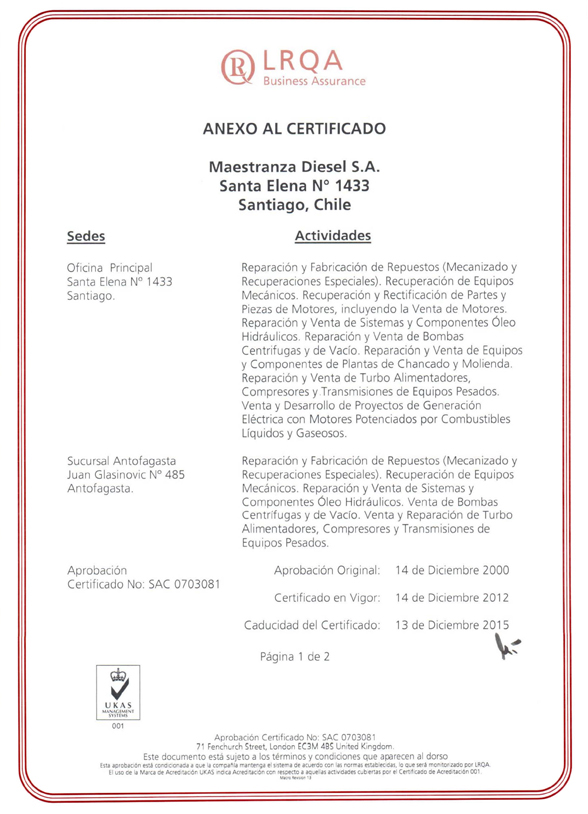 LRQA
Business Assurance
ANEXO AL CERTIFICADO
Maestranza Diesel S.A.
Santa Elena Nº 1433
Santiago, Chile
Sedes
Actividades
Oficina Principal
Santa Elena Nº 1433
Santiago.
Reparación y Fabricación de Repuestos (Mecanizado y
Recuperaciones Especiales). Recuperación de Equipos
Mecánicos. Recuperación y Rectificación de Partes y
Piezas de Motores, incluyendo la Venta de Motores.
Reparación y Venta de Sistemas y Componentes Óleo
Hidráulicos. Reparación y Venta de Bombas
Centrifugas y de Vacío. Reparación y Venta de Equipos
y Componentes de Plantas de Chancado y Molienda.
Reparación y Venta de Turbo Alimentadores,
Compresores y Transmisiones de Equipos Pesados.
Venta y Desarrollo de Proyectos de Generación
Eléctrica con Motores Potenciados por Combustibles
Líquidos y Gaseosos.
Sucursal Antofagasta
Juan Glasinovic Nº 485
Antofagasta.
Reparación y Fabricación de Repuestos (Mecanizado y
Recuperaciones Especiales). Recuperación de Equipos
Mecánicos. Reparación y Venta de Sistemas y
Componentes Óleo Hidráulicos. Venta de Bombas
Centrífugas y de Vacío. Venta y Reparación de Turbo
Alimentadores, Compresores y Transmisiones de
Equipos Pesados.
Aprobación
Certificado No: SAC 0703081
Aprobación Original: 14 de Diciembre 2000
Certificado en Vigor: 14 de Diciembre 2012
Caducidad del Certificado: 13 de Diciembre 2015
Página 1 de 2
UKAS
MANAGEMENT
SYSTEMS
001
Aprobación Certificado No: SAC 0703081
71 Fenchurch Street, London EC3M 4BS United Kingdom.
Este documento está sujeto a los términos y condiciones que aparecen al dorso
Esta aprobación está condicionada a que la compañía mantenga el sistema de acuerdo con las normas establecidas, lo que será monitorizado por LRQA.
El uso de la Marca de Acreditación UKAS indica Acreditación con respecto a aquellas actividades cubiertas por el Certificado de Acreditación 001.